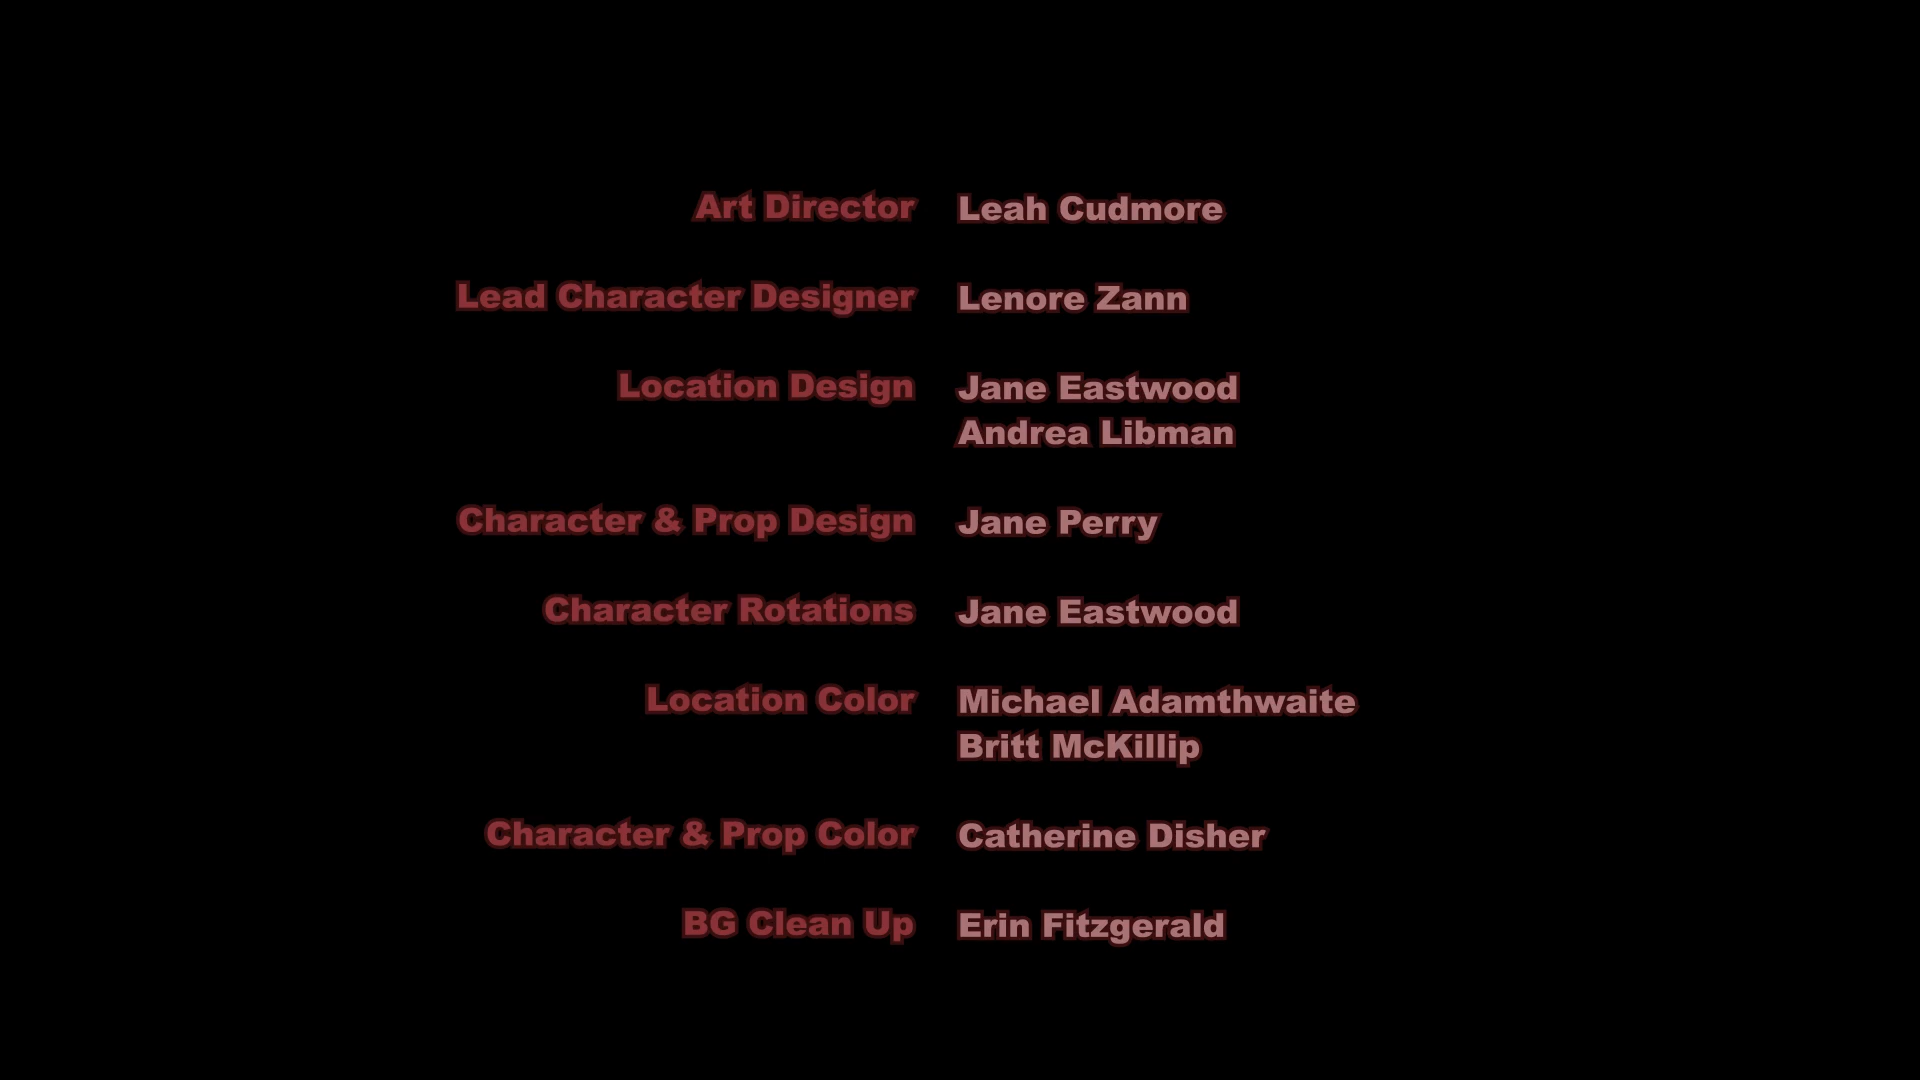 Art Director Leah Cudmore
Lead Character Designer Lenore Zann
Location Design Jane Eastwood
Andrea Libman
Character & Prop Design Jane Perry
Character Rotations Jane Eastwood
Location Color Michael Adamthwaite
Britt McKillip
Character & Prop Color Catherine Disher
BG Clean Up Erin Fitzgerald